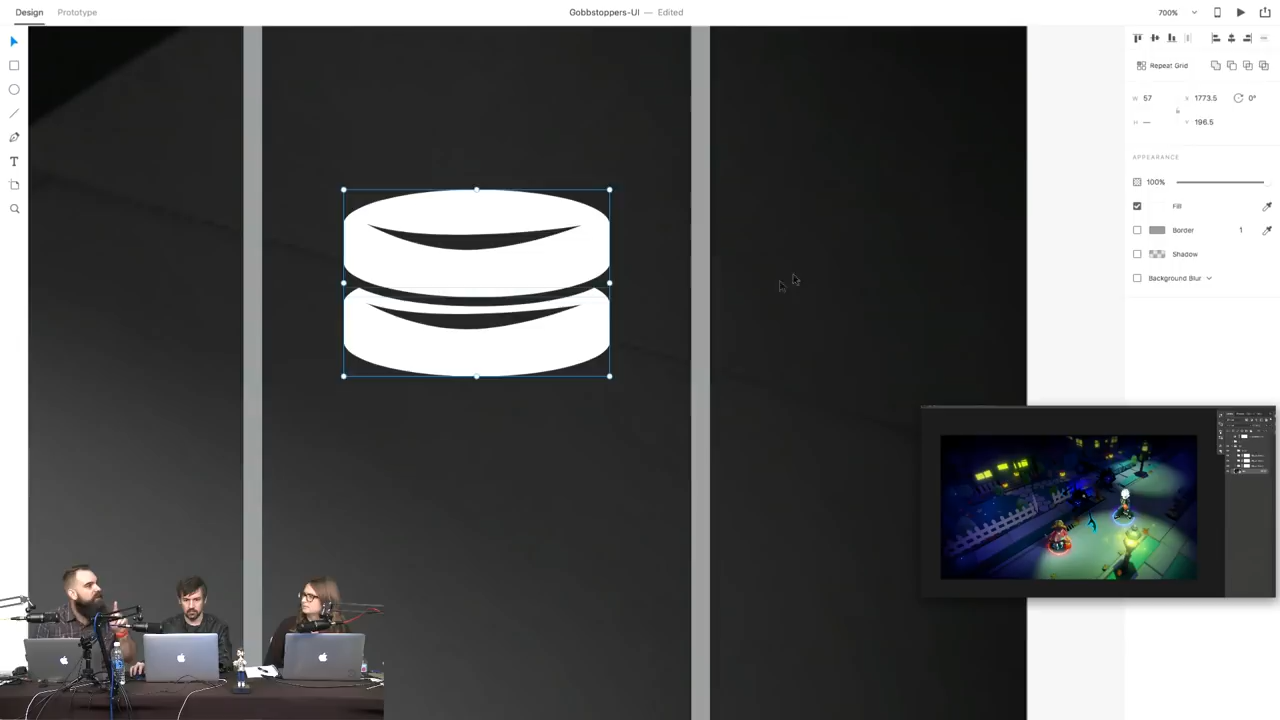 Design Prototype Gobbstoppers-UI — Edited 700%
Repeat Grid
W 57 1773.5 0°
H — Y 196.5
APPEARANCE
100%
Fill
Border 1
Shadow
Background Blur
T